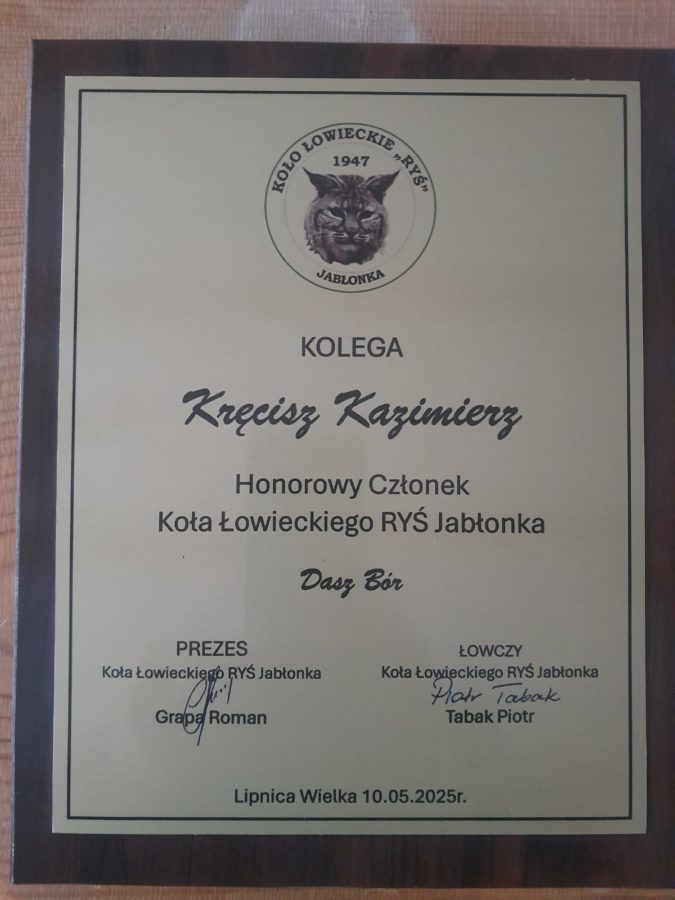 KOŁO ŁOWIECKIE „RYŚ”
1947
JABŁONKA
KOLEGA
Kręcisz Kazimierz
Honorowy Członek
Koła Łowieckiego RYŚ Jabłonka
Dasz Bór
PREZES
Koła Łowieckiego RYŚ Jabłonka
Grapa Roman
ŁOWCZY
Koła Łowieckiego RYŚ Jabłonka
Piotr Tabak
Tabak Piotr
Lipnica Wielka 10.05.2025r.